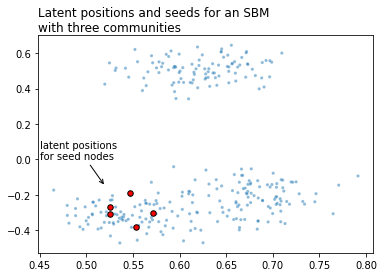 Latent positions and seeds for an SBM
with three communities
0.6
0.4
0.2
latent positions
for seed nodes
0.0
−0.2
−0.4
0.45 0.50 0.55 0.60 0.65 0.70 0.75 0.80